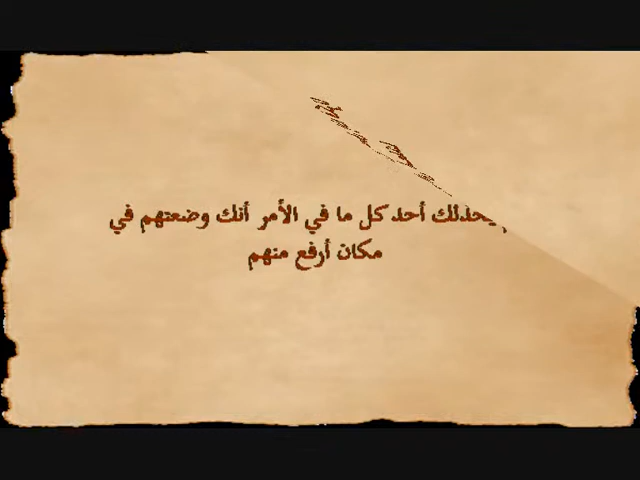 يخذلك أحد كل ما في الأمر أنك وضعتهم في
مكان أرفع منهم